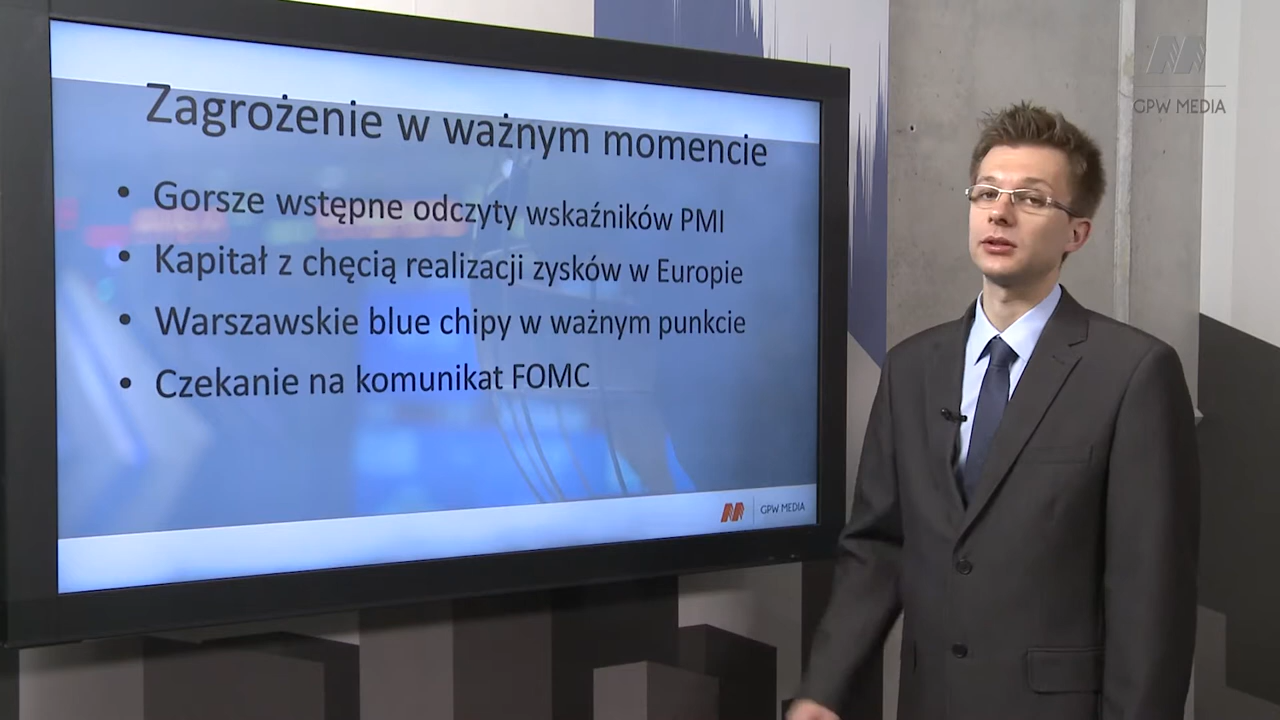 Zagrożenie w ważnym momencie
• Gorsze wstępne odczyty wskaźników PMI
• Kapitał z chęcią realizacji zysków w Europie
• Warszawskie blue chipy w ważnym punkcie
• Czekanie na komunikat FOMC
GPW MEDIA
GPW MEDIA